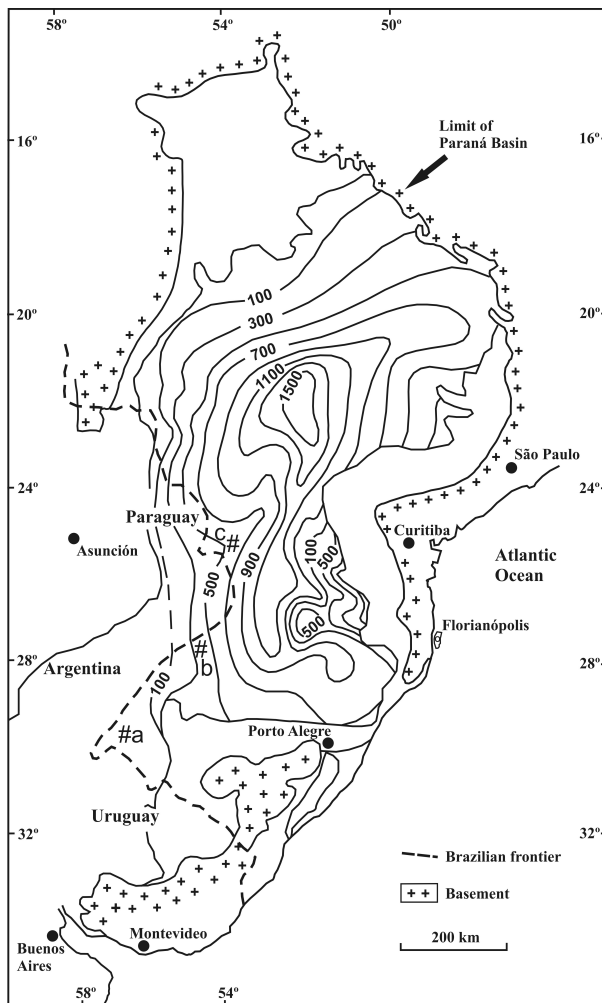 58°
54°
50°
16°
16°
Limit of
Paraná Basin
100
20°
20°
300
700
1100
1500
São Paulo
24°
24°
Paraguay
c
#
Curitiba
Asunción
100
500
Atlantic
Ocean
900
500
Florianópolis
500
#
b
28°
28°
Argentina
100
#a
Porto Alegre
Uruguay
32°
32°
Brazilian frontier
++ Basement
Montevideo
Buenos
Aires
200 km
58°
54°